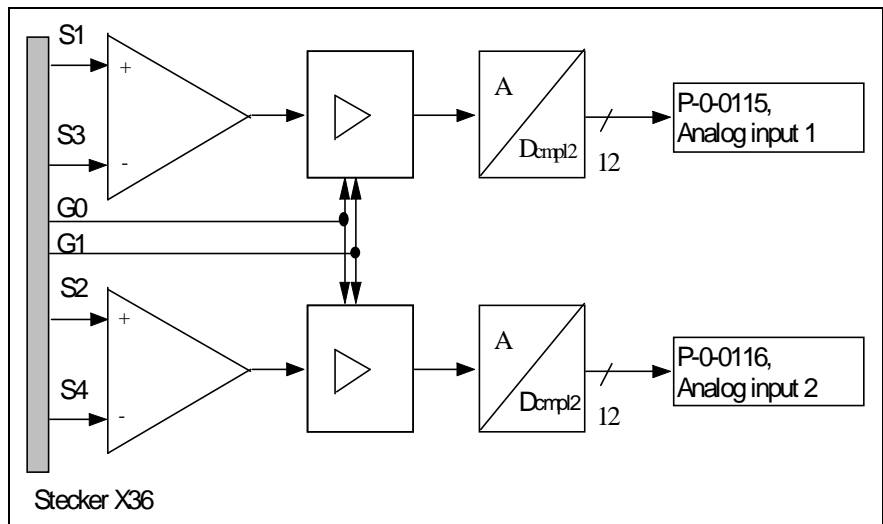 S1
+
S3
-
A
Dcmpl2
12
P-0-0115,
Analog input 1
G0
G1
S2
+
S4
-
A
Dcmpl2
12
P-0-0116,
Analog input 2
Stecker X36